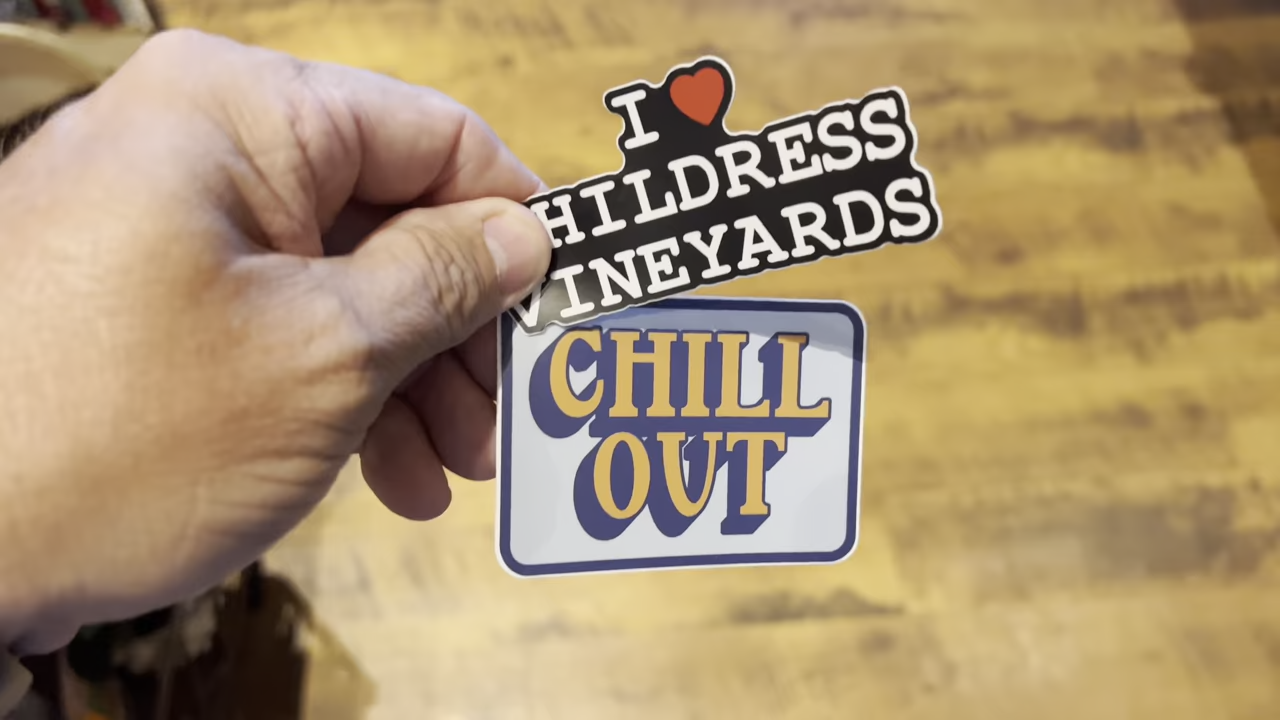 I ❤
HILDRESS
VINEYARDS
CHILL
OUT